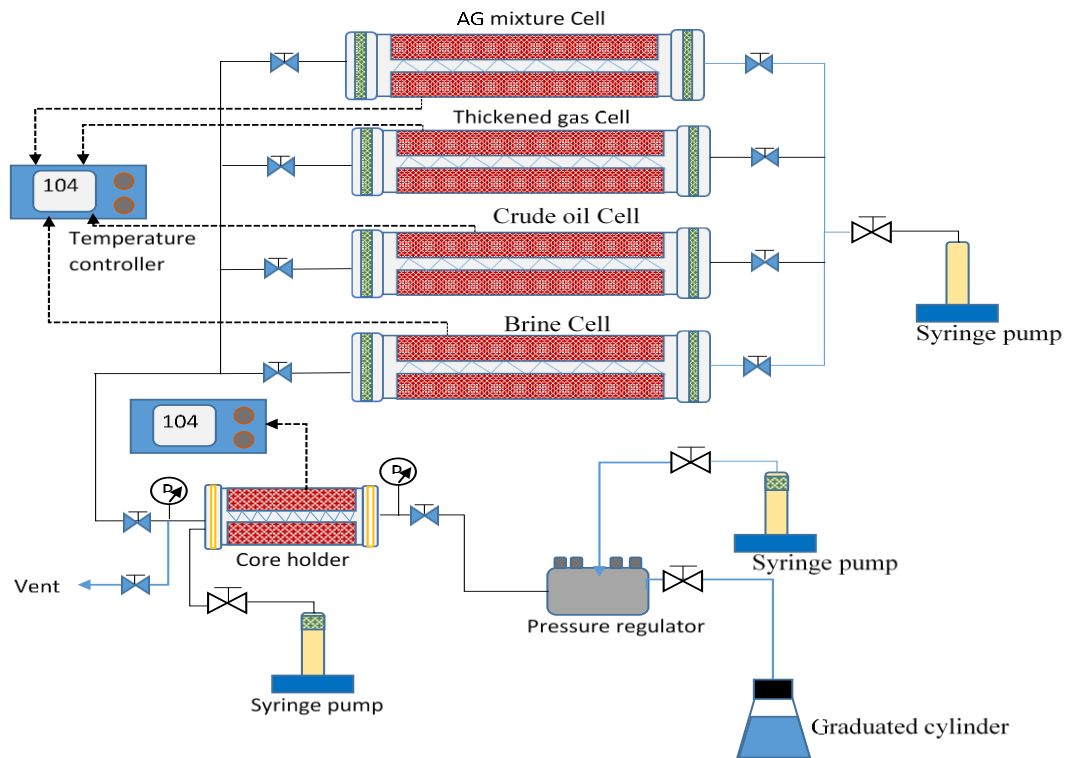 AG mixture Cell
Thickened gas Cell
104
Temperature
controller
Crude oil Cell
Syringe pump
Brine Cell
104
P
P
Core holder
Vent
Syringe pump
Pressure regulator
Syringe pump
Graduated cylinder